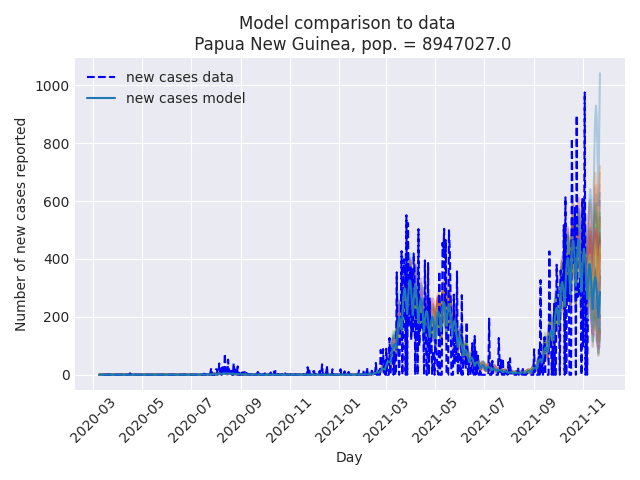 Model comparison to data
Papua New Guinea, pop. = 8947027.0
new cases data
new cases model
Number of new cases reported
1000
800
600
400
200
0
2020-03
2020-05
2020-07
2020-09
2020-11
2021-01
2021-03
2021-05
2021-07
2021-09
2021-11
Day